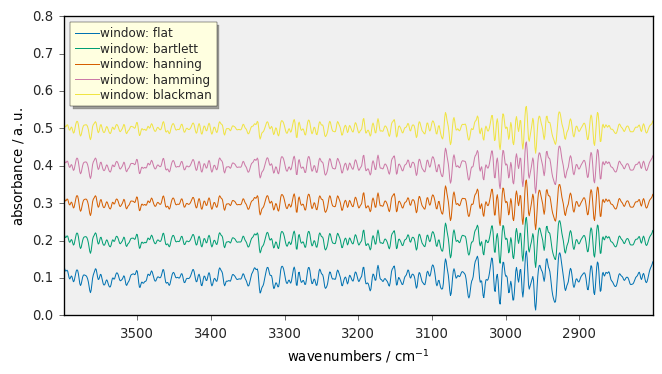 0.8
window: flat
window: bartlett
window: hanning
window: hamming
window: blackman
0.7
0.6
0.5
0.4
0.3
0.2
0.1
0.0
absorbance / a. u.
3500 3400 3300 3200 3100 3000 2900
wavenumbers / cm⁻¹